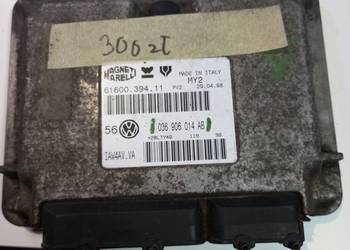 300zł
MAGNETI
MARELLI
MADE IN ITALY
MY2
61600.394.11 PV2 29.04.98
56 036 906 014 AB
IAW4AV.VA